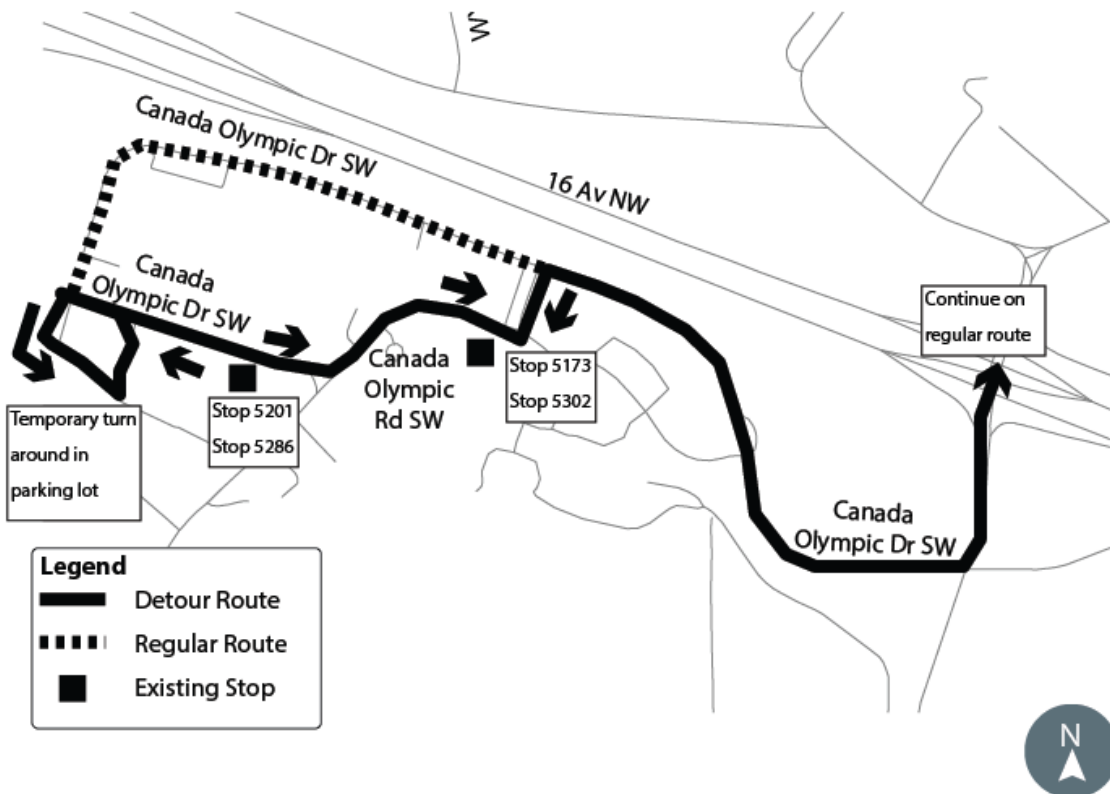 W
Canada Olympic Dr SW
16 Av NW
Canada
Olympic Dr SW
Continue on
regular route
Canada
Olympic
Rd SW
Stop 5173
Stop 5302
Stop 5201
Stop 5286
Temporary turn
around in
parking lot
Canada
Olympic Dr SW
Legend
Detour Route
Regular Route
Existing Stop
N